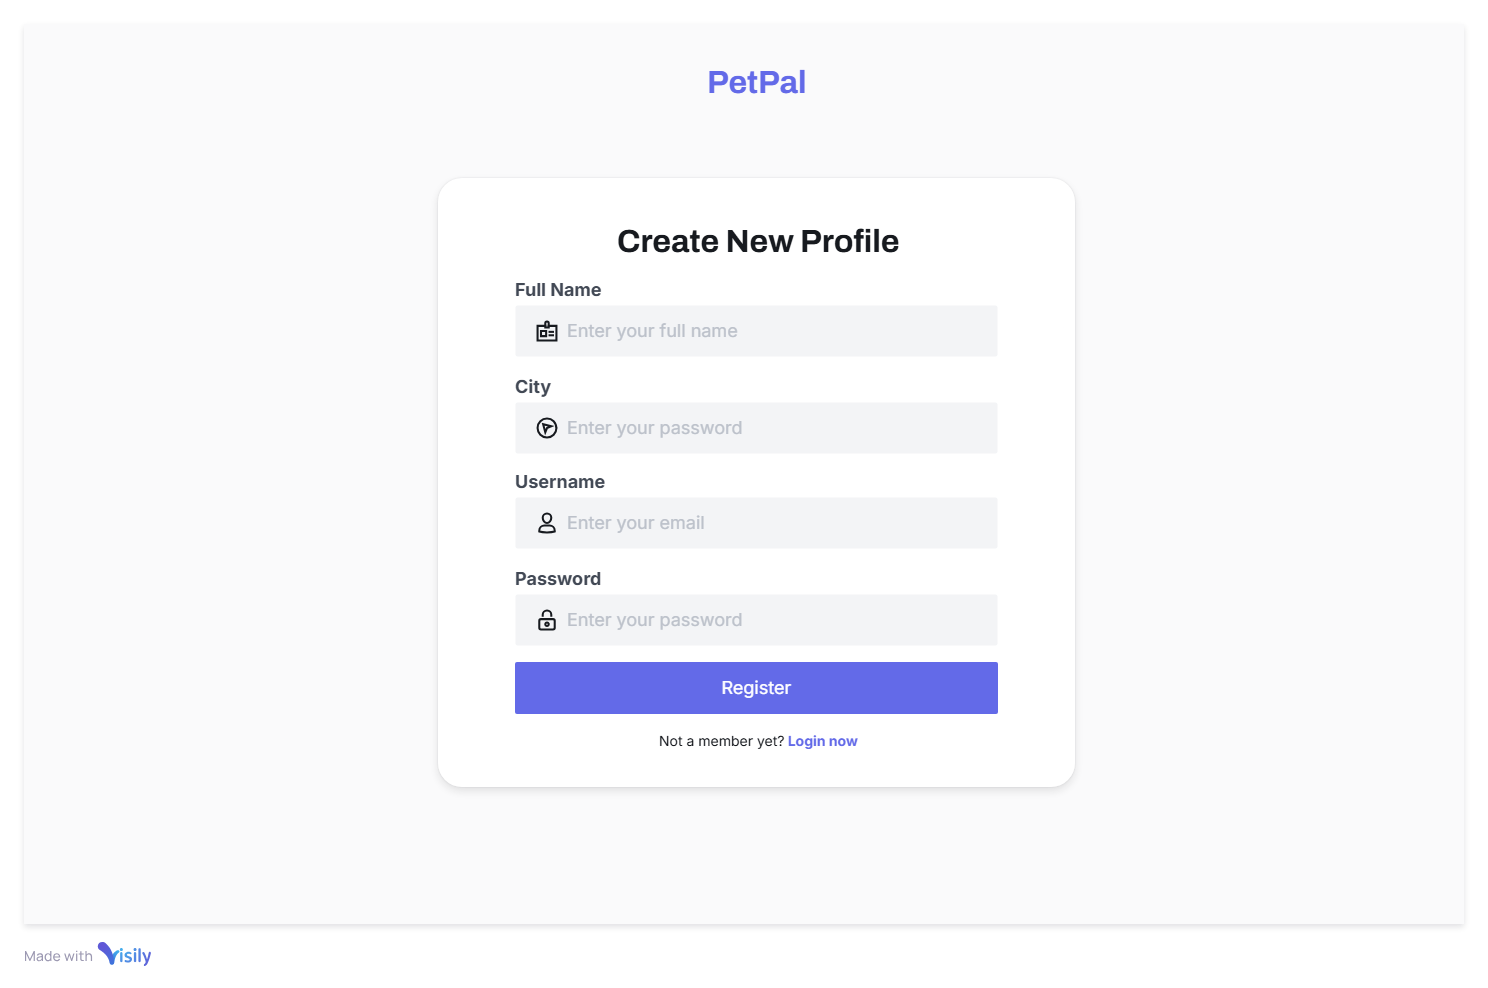 PetPal
Create New Profile
Full Name
Enter your full name
City
Enter your password
Username
Enter your email
Password
Enter your password
Register
Not a member yet? Login now
Made with Visily